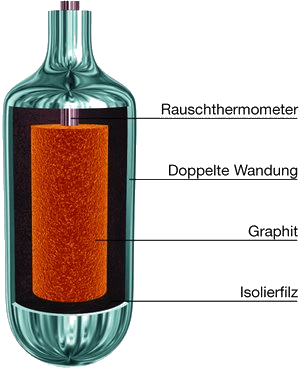 Rauschthermometer
Doppelte Wandung
Graphit
Isolierfilz